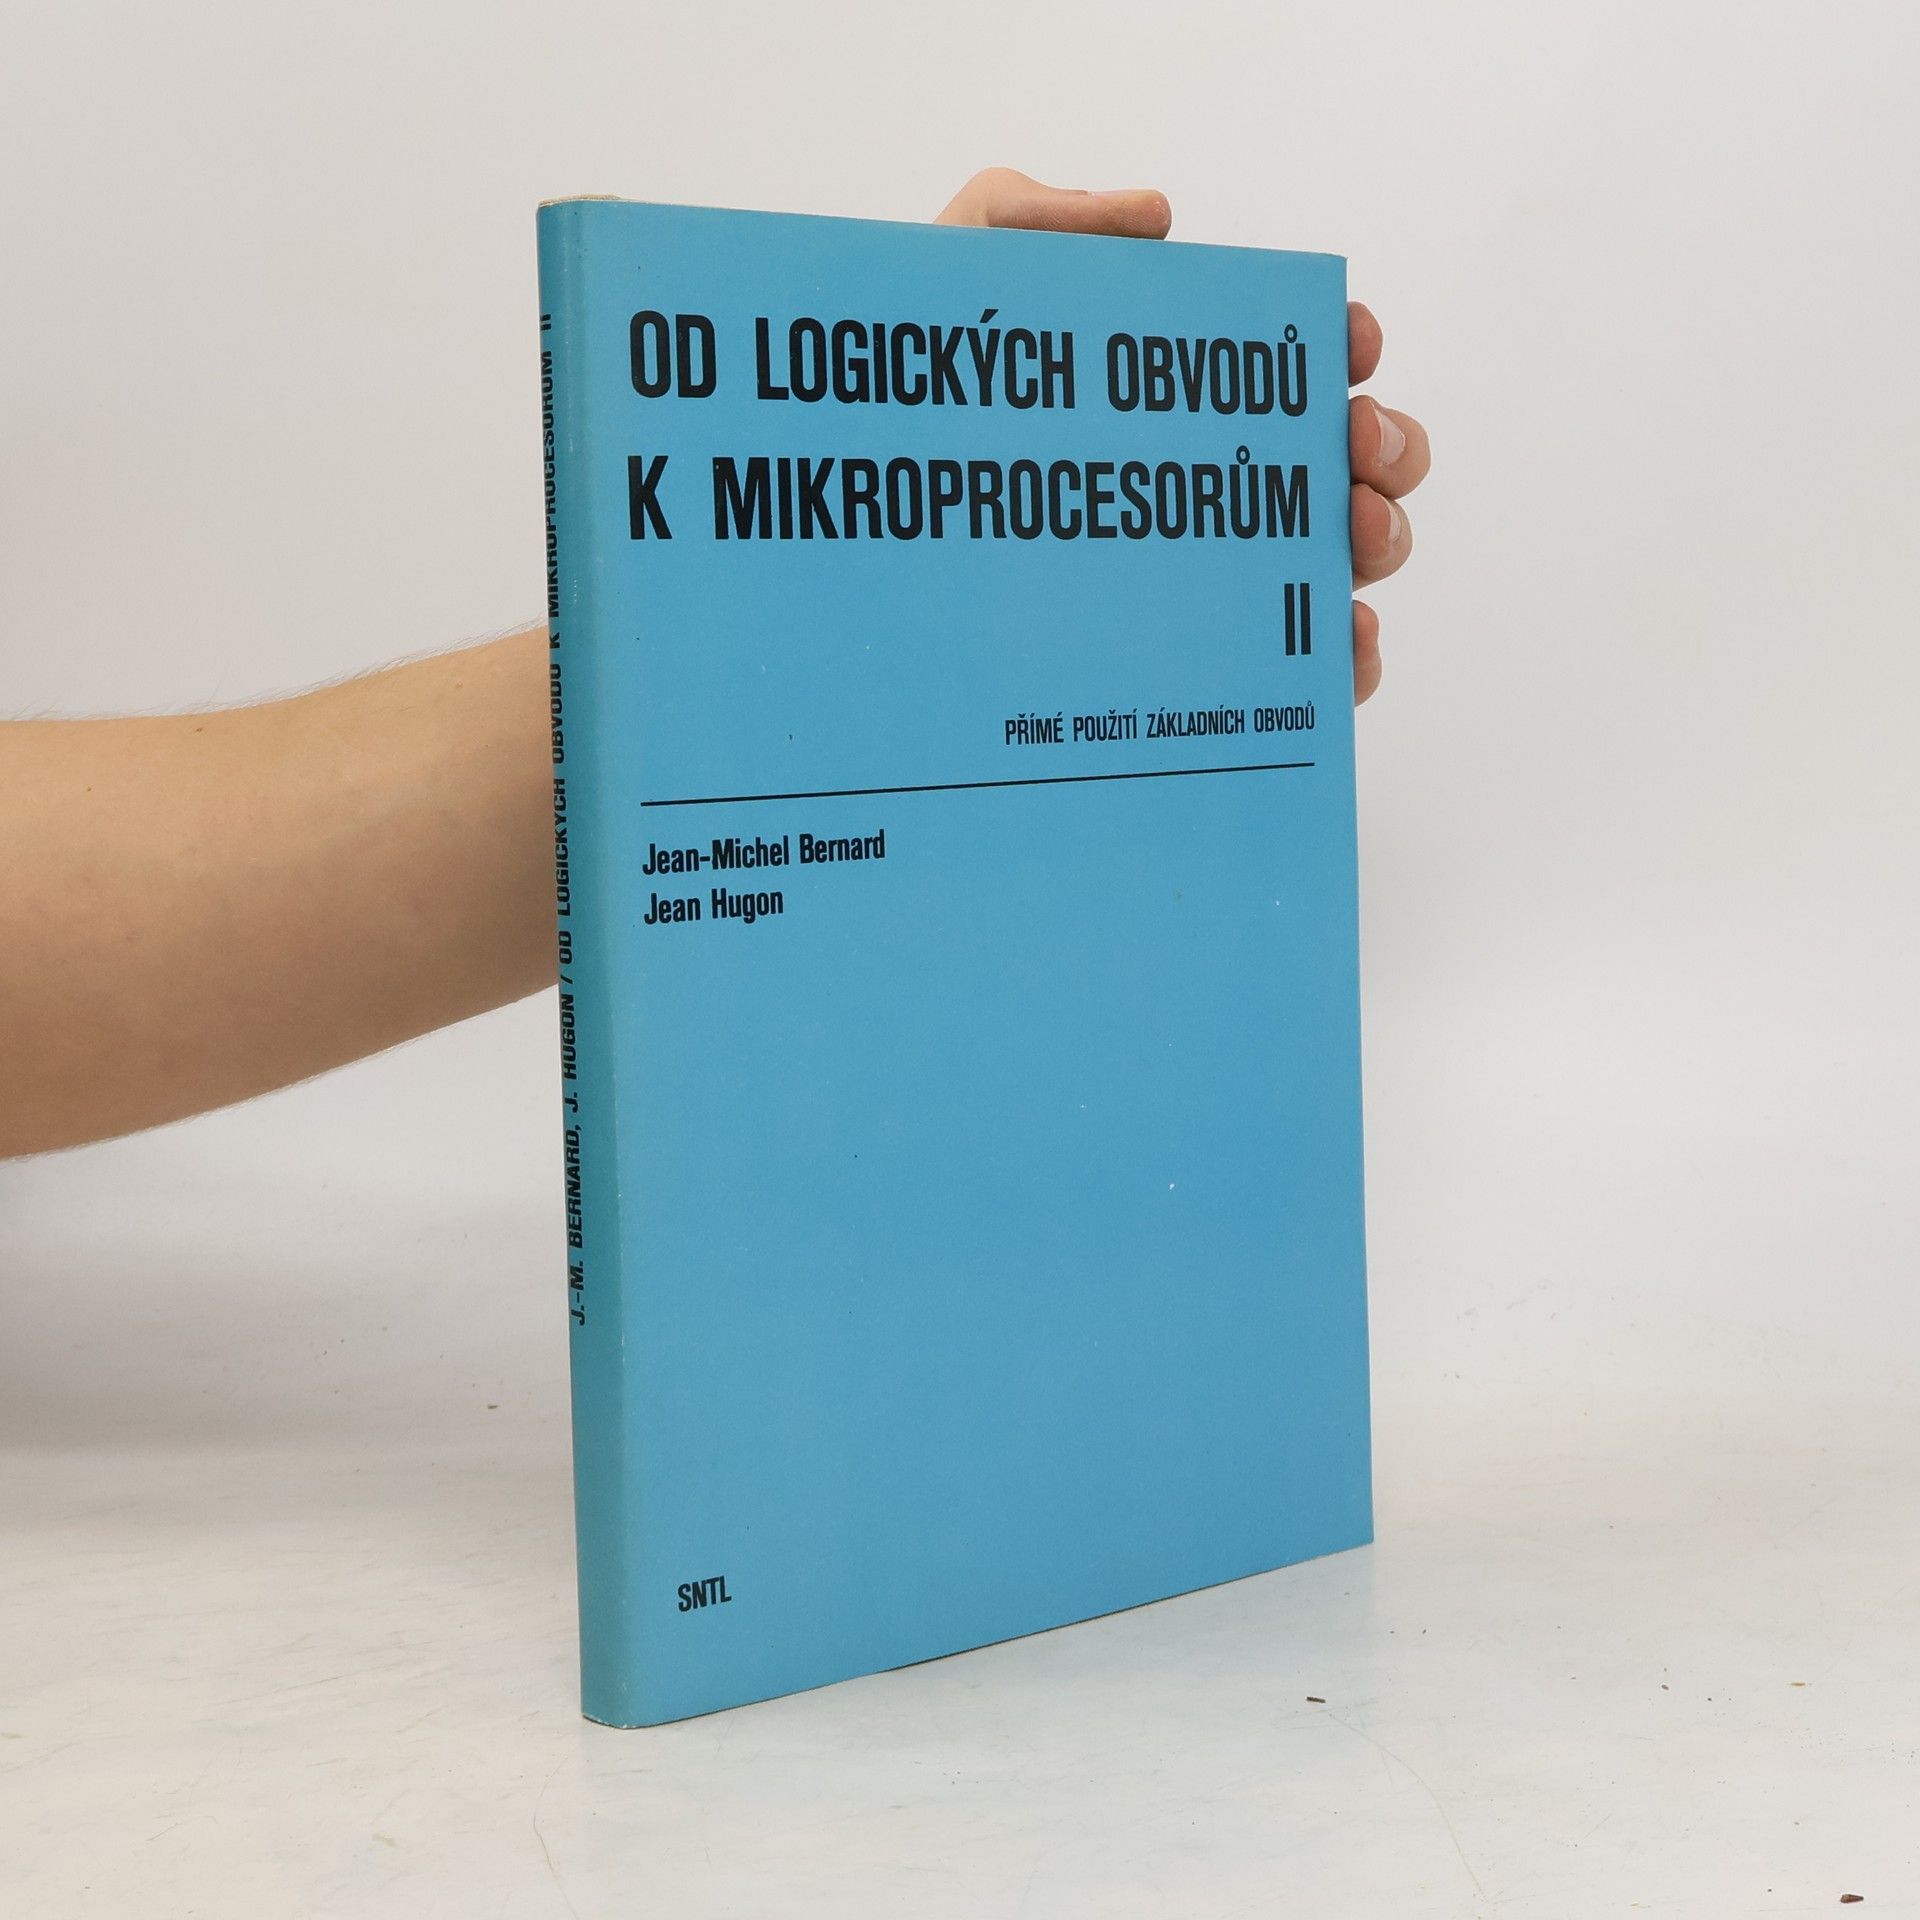 OD LOGICKÝCH OBVODŮ
K MIKROPROCESORŮM
II
PŘÍMÉ POUŽITÍ ZÁKLADNÍCH OBVODŮ
Jean-Michel Bernard
Jean Hugon
SNTL
J.-M. BERNARD, J. HUGON / OD LOGICKÝCH OBVODŮ K MIKROPROCESORŮM II